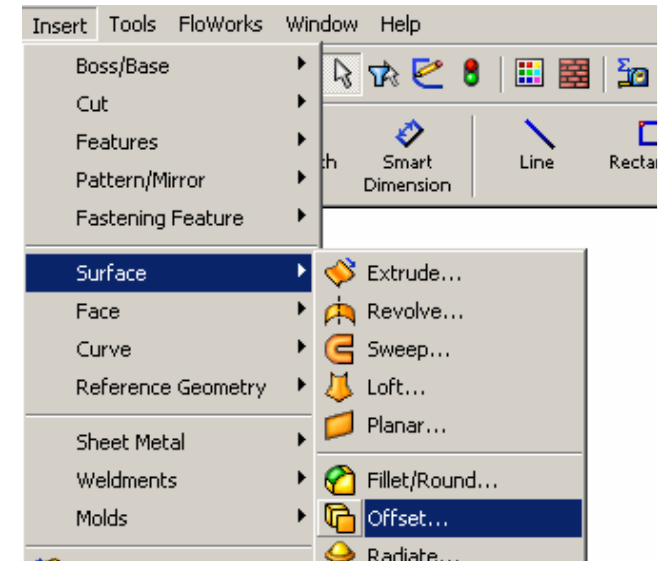 Insert Tools FloWorks Window Help
Boss/Base
Cut
Features
Pattern/Mirror
Fastening Feature
Smart
Dimension
Line
Surface
Face
Curve
Reference Geometry
Sheet Metal
Weldments
Molds
Extrude...
Revolve...
Sweep...
Loft...
Planar...
Fillet/Round...
Offset...
Radiate...